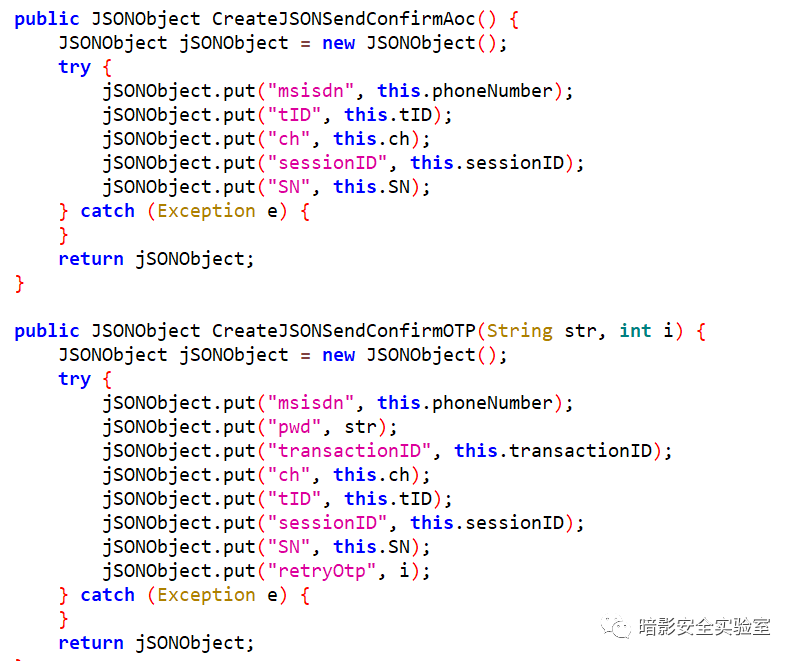 public JSONObject CreateJSONSendConfirmAoc() {
    JSONObject jSONObject = new JSONObject();
    try {
        jSONObject.put("msisdn", this.phoneNumber);
        jSONObject.put("tID", this.tID);
        jSONObject.put("ch", this.ch);
        jSONObject.put("sessionID", this.sessionID);
        jSONObject.put("SN", this.SN);
    } catch (Exception e) {
    }
    return jSONObject;
}

public JSONObject CreateJSONSendConfirmOTP(String str, int i) {
    JSONObject jSONObject = new JSONObject();
    try {
        jSONObject.put("msisdn", this.phoneNumber);
        jSONObject.put("pwd", str);
        jSONObject.put("transactionID", this.transactionID);
        jSONObject.put("ch", this.ch);
        jSONObject.put("tID", this.tID);
        jSONObject.put("sessionID", this.sessionID);
        jSONObject.put("SN", this.SN);
        jSONObject.put("retryOtp", i);
    } catch (Exception e) {
    }
    return jSONObject;
暗影安全实验室